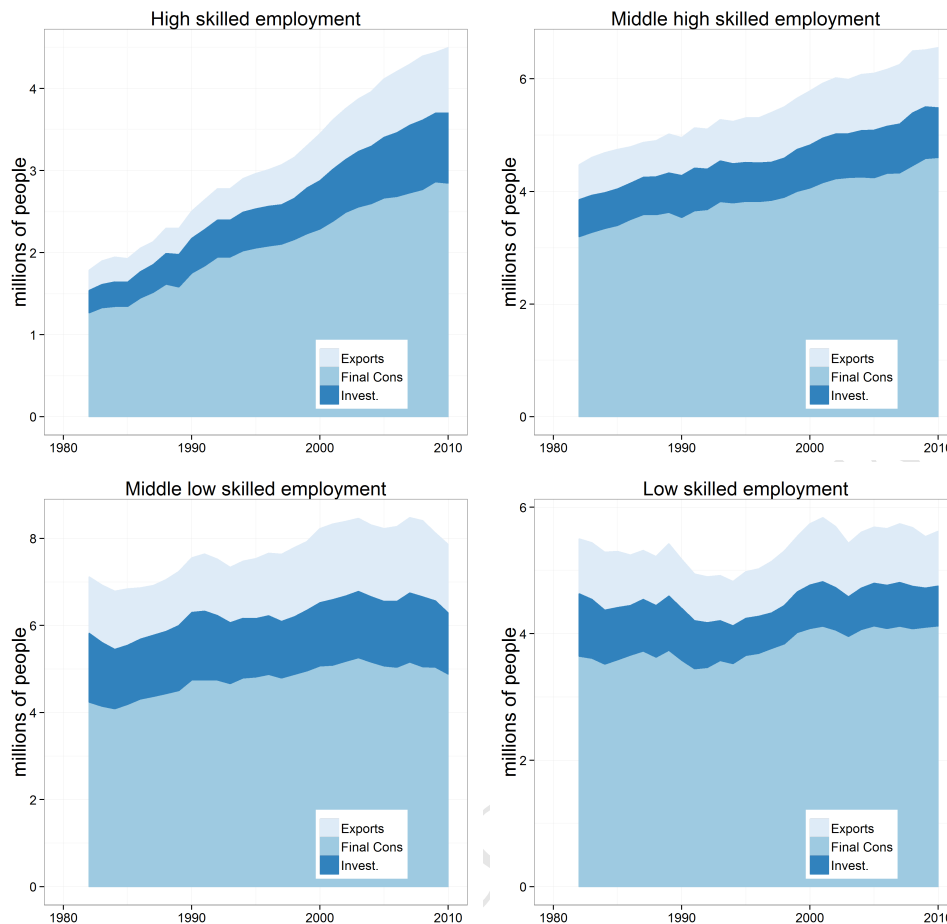 High skilled employment
millions of people
4
3
2
1
0
1980 1990 2000 2010
Exports
Final Cons
Invest.
Middle high skilled employment
millions of people
6
4
2
0
1980 1990 2000 2010
Exports
Final Cons
Invest.
Middle low skilled employment
millions of people
8
6
4
2
0
1980 1990 2000 2010
Exports
Final Cons
Invest.
Low skilled employment
millions of people
6
4
2
0
1980 1990 2000 2010
Exports
Final Cons
Invest.